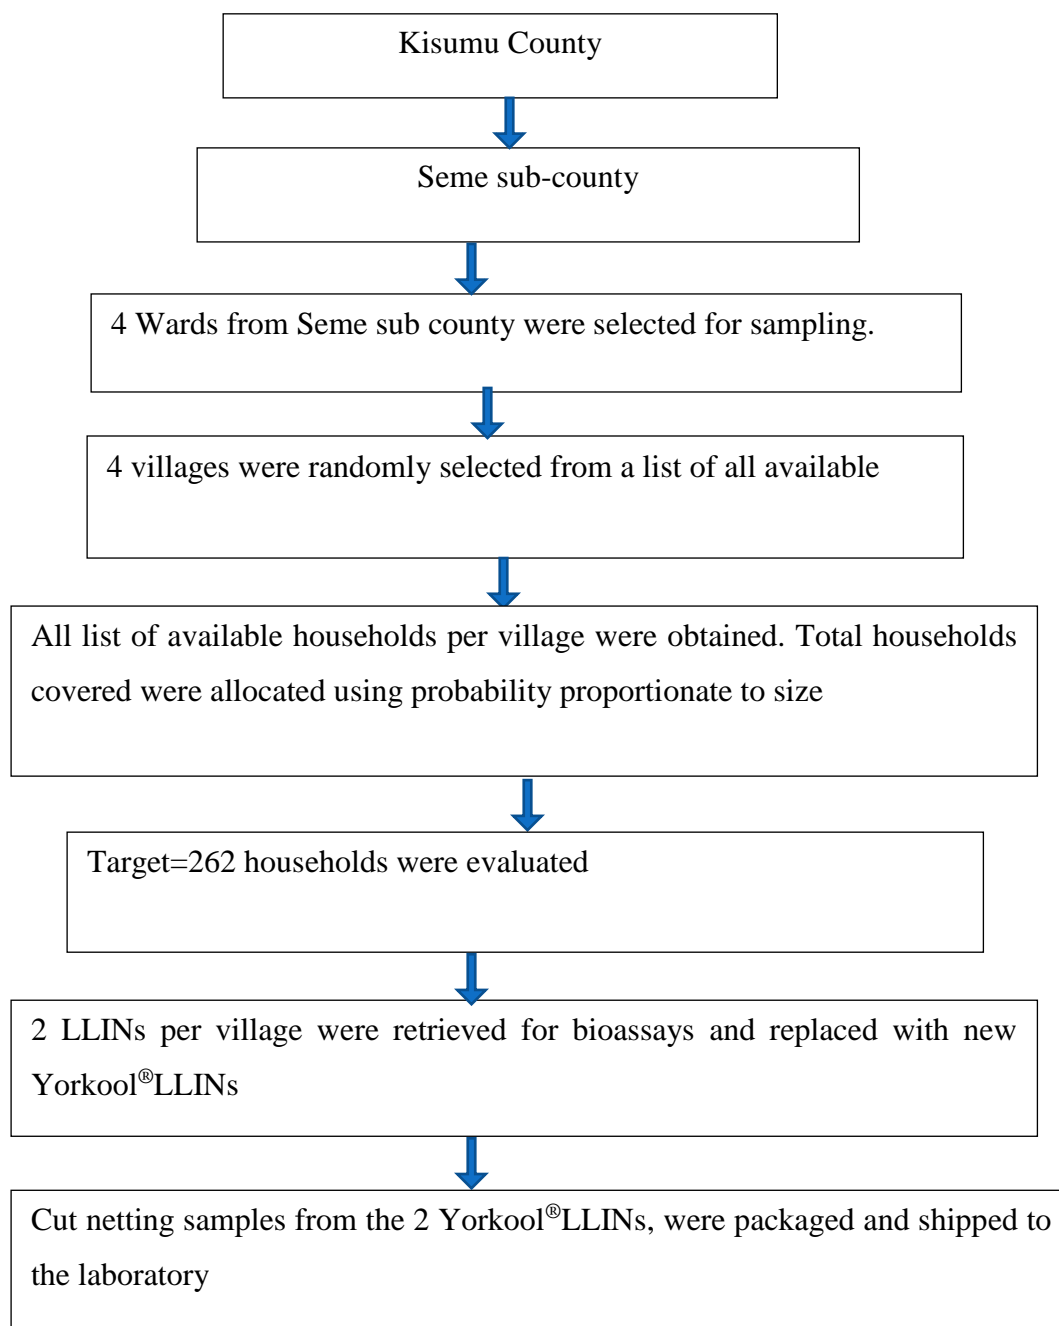 Kisumu County
Seme sub-county
4 Wards from Seme sub county were selected for sampling.
4 villages were randomly selected from a list of all available
All list of available households per village were obtained. Total households
covered were allocated using probability proportionate to size
Target=262 households were evaluated
2 LLINs per village were retrieved for bioassays and replaced with new
Yorkool®LLINs
Cut netting samples from the 2 Yorkool®LLINs, were packaged and shipped to
the laboratory